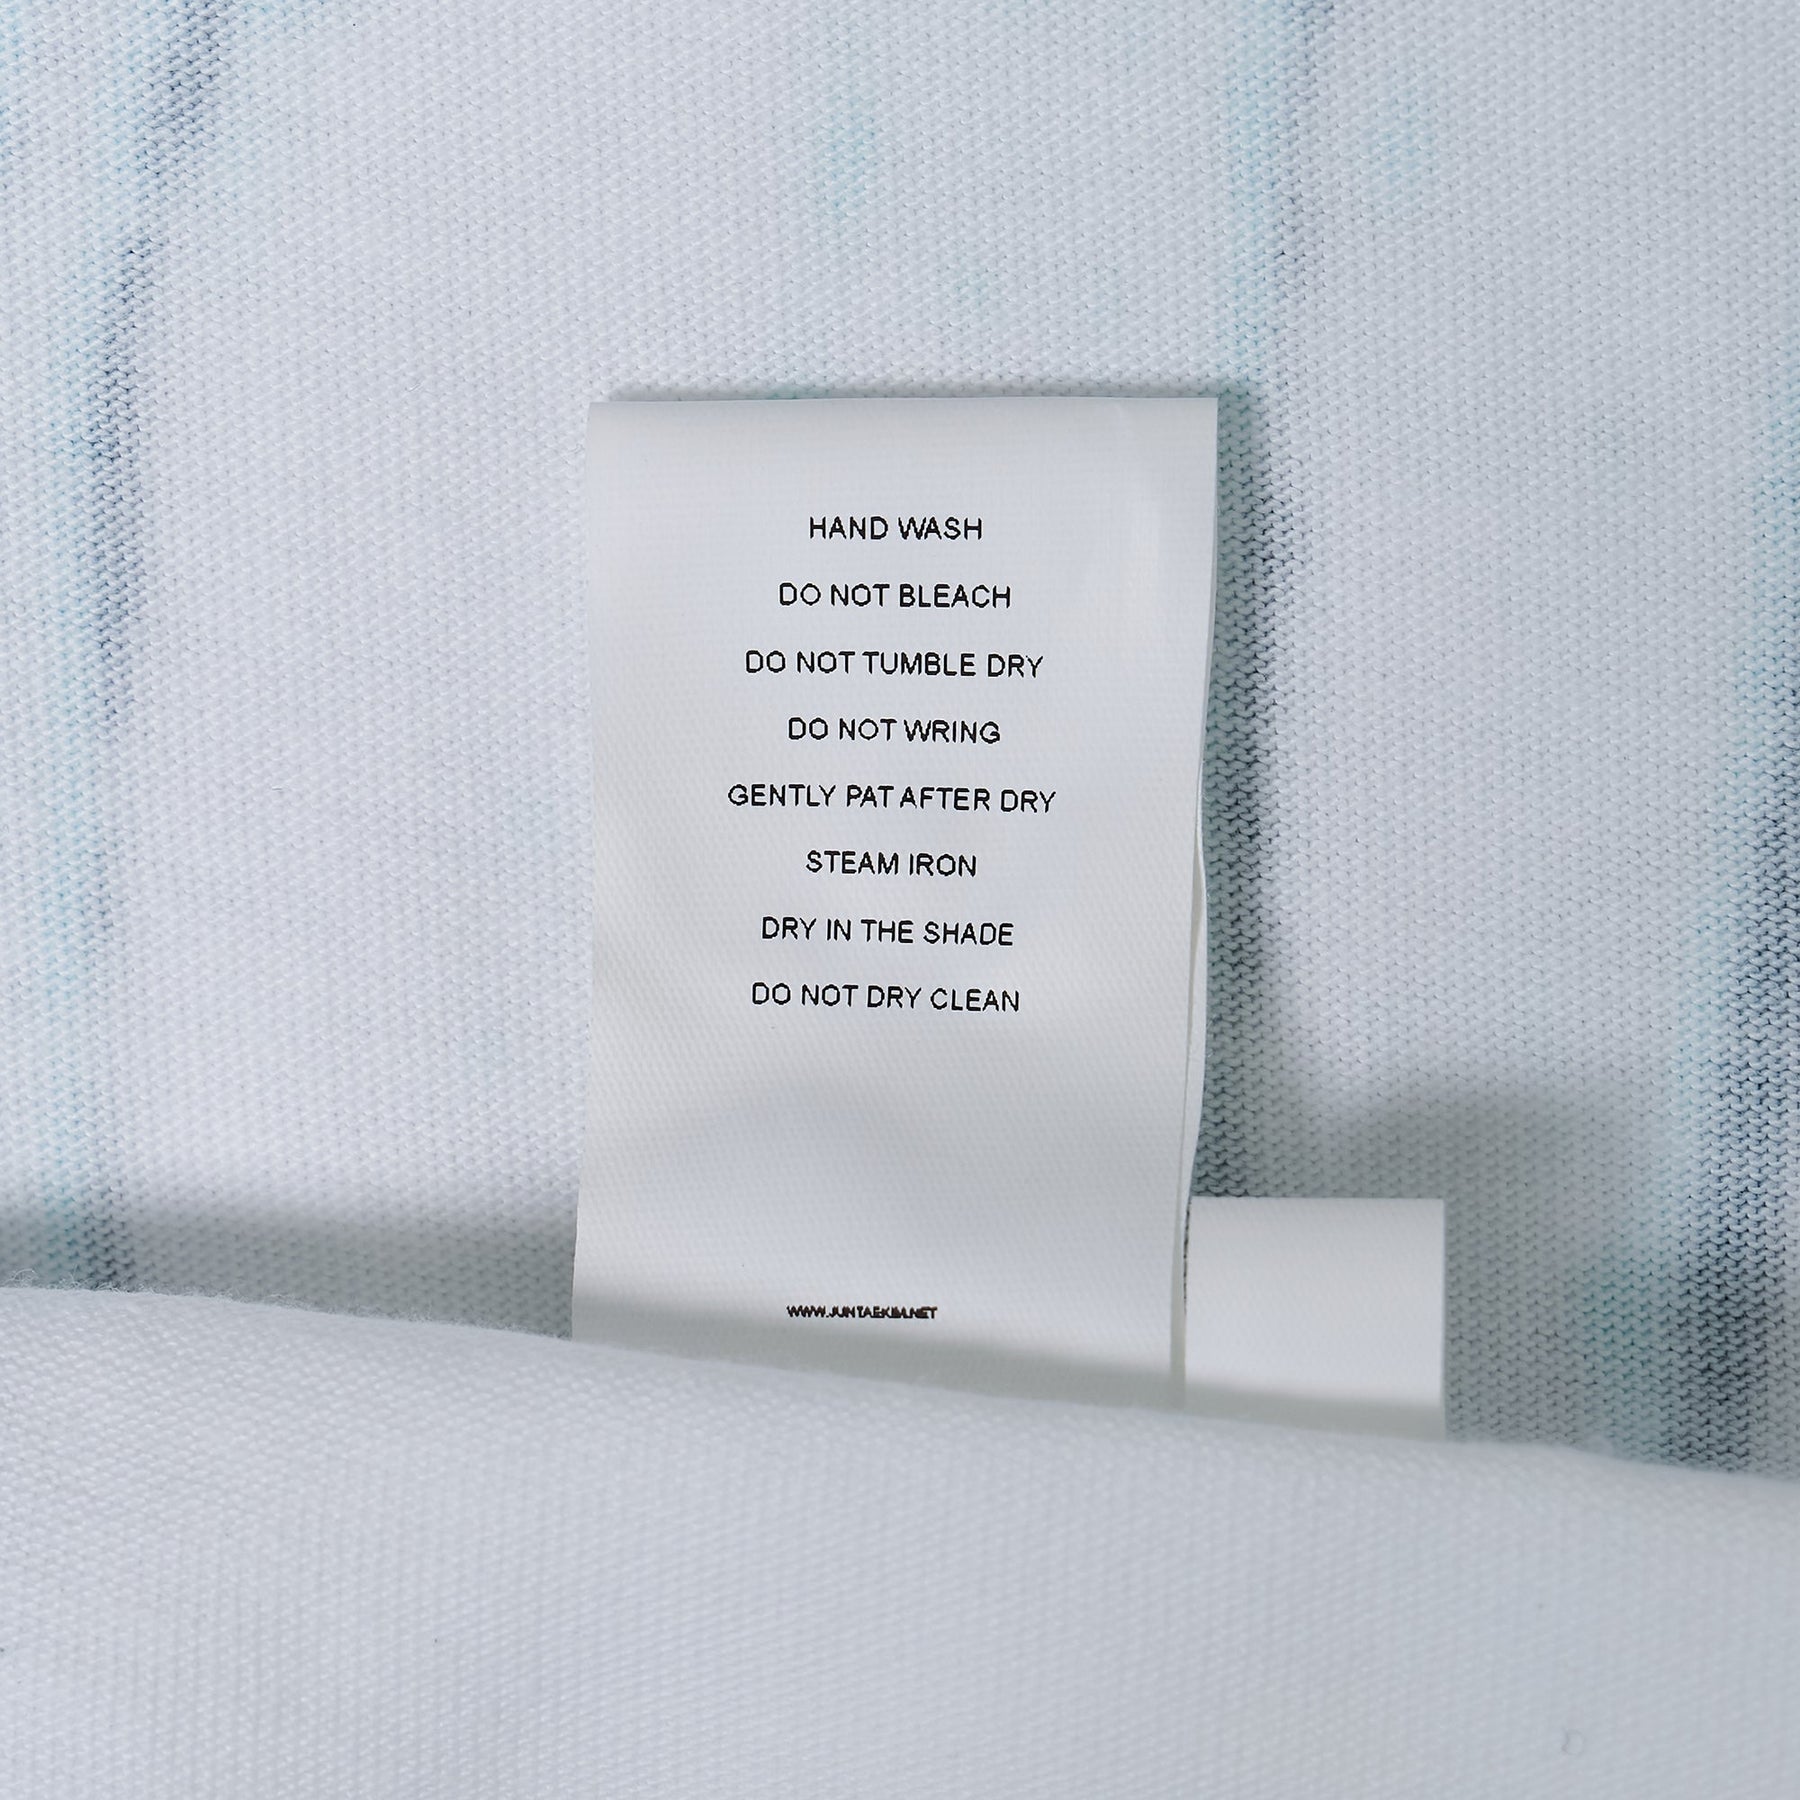 HAND WASH
DO NOT BLEACH
DO NOT TUMBLE DRY
DO NOT WRING
GENTLY PAT AFTER DRY
STEAM IRON
DRY IN THE SHADE
DO NOT DRY CLEAN
WWW.JUNTAEKIM.NET